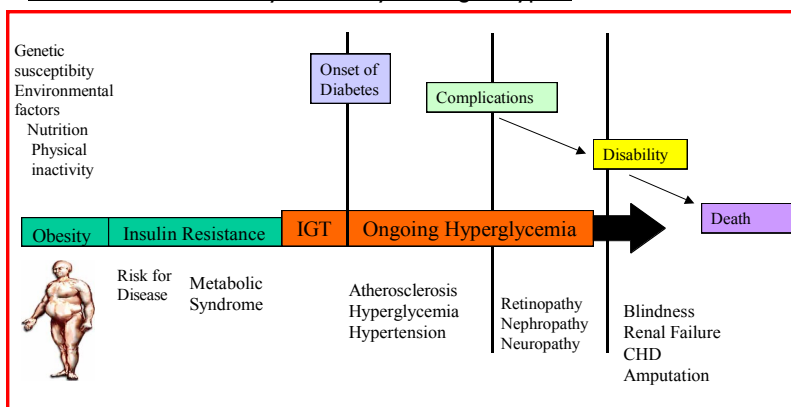 Genetic
susceptibity
Environmental
factors
Nutrition
Physical
inactivity
Onset of
Diabetes
Complications
Disability
Death
Obesity
Insulin Resistance
IGT
Ongoing Hyperglycemia
Risk for
Disease
Metabolic
Syndrome
Atherosclerosis
Hyperglycemia
Hypertension
Retinopathy
Nephropathy
Neuropathy
Blindness
Renal Failure
CHD
Amputation